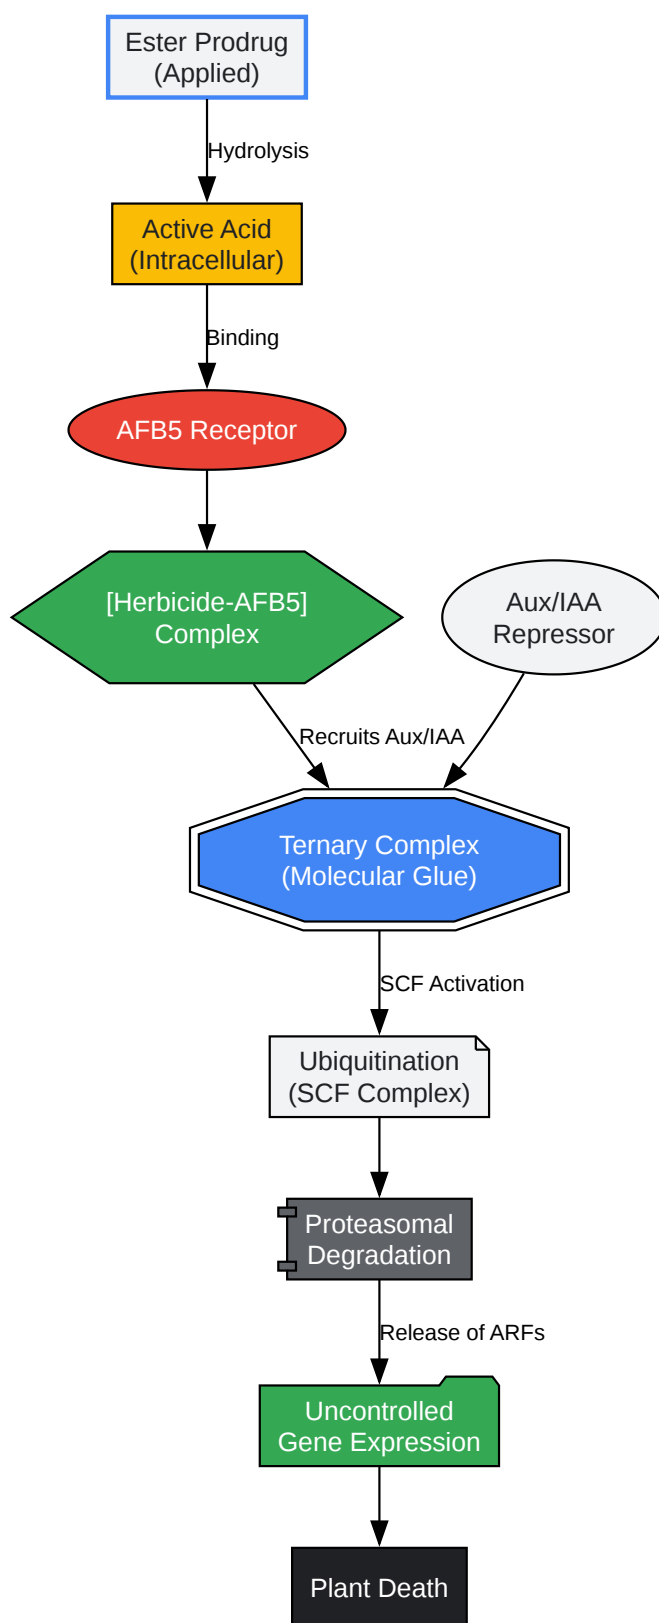 Ester Prodrug
(Applied)
Hydrolysis
Active Acid
(Intracellular)
Binding
AFB5 Receptor
[Herbicide-AFB5]
Complex
Aux/IAA
Repressor
Recruits Aux/IAA
Ternary Complex
(Molecular Glue)
SCF Activation
Ubiquitination
(SCF Complex)
Proteasomal
Degradation
Release of ARFs
Uncontrolled
Gene Expression
Plant Death